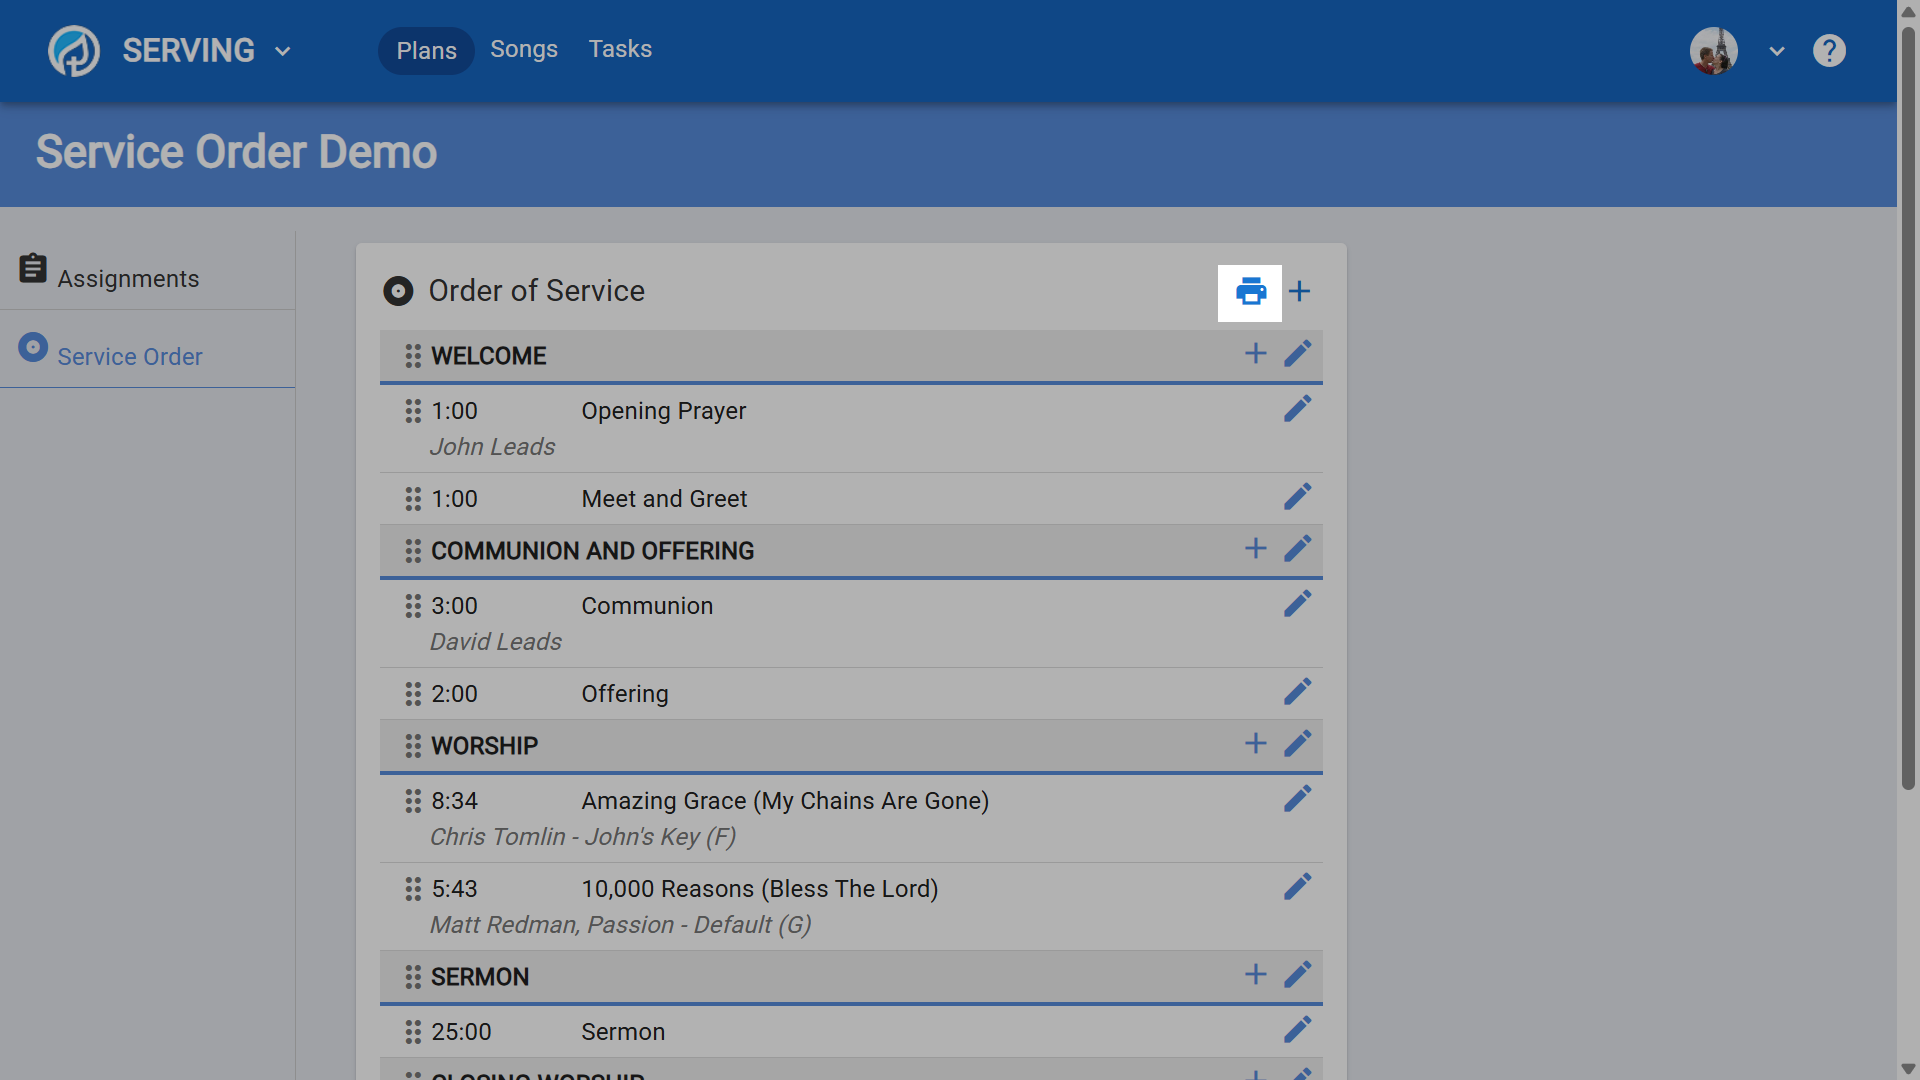 SERVING
Plans
Songs
Tasks
Service Order Demo
Assignments
Service Order
Order of Service
WELCOME
1:00 Opening Prayer
John Leads
1:00 Meet and Greet
COMMUNION AND OFFERING
3:00 Communion
David Leads
2:00 Offering
WORSHIP
8:34 Amazing Grace (My Chains Are Gone)
Chris Tomlin - John's Key (F)
5:43 10,000 Reasons (Bless The Lord)
Matt Redman, Passion - Default (G)
SERMON
25:00 Sermon
CLOSING WORSHIP